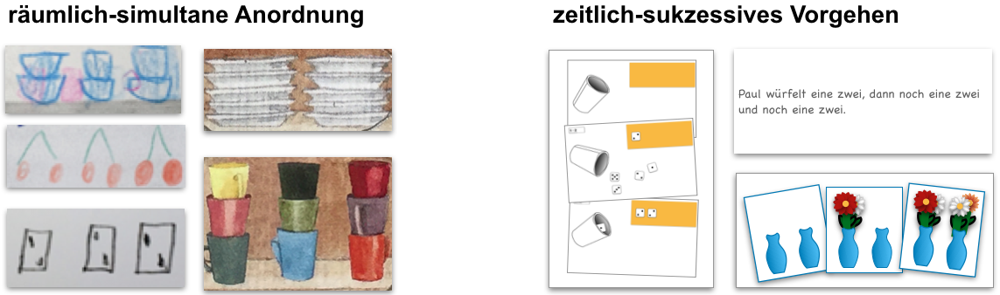 räumlich-simultane Anordnung
zeitlich-sukzessives Vorgehen
Paul würfelt eine zwei, dann noch eine zwei
und noch eine zwei.